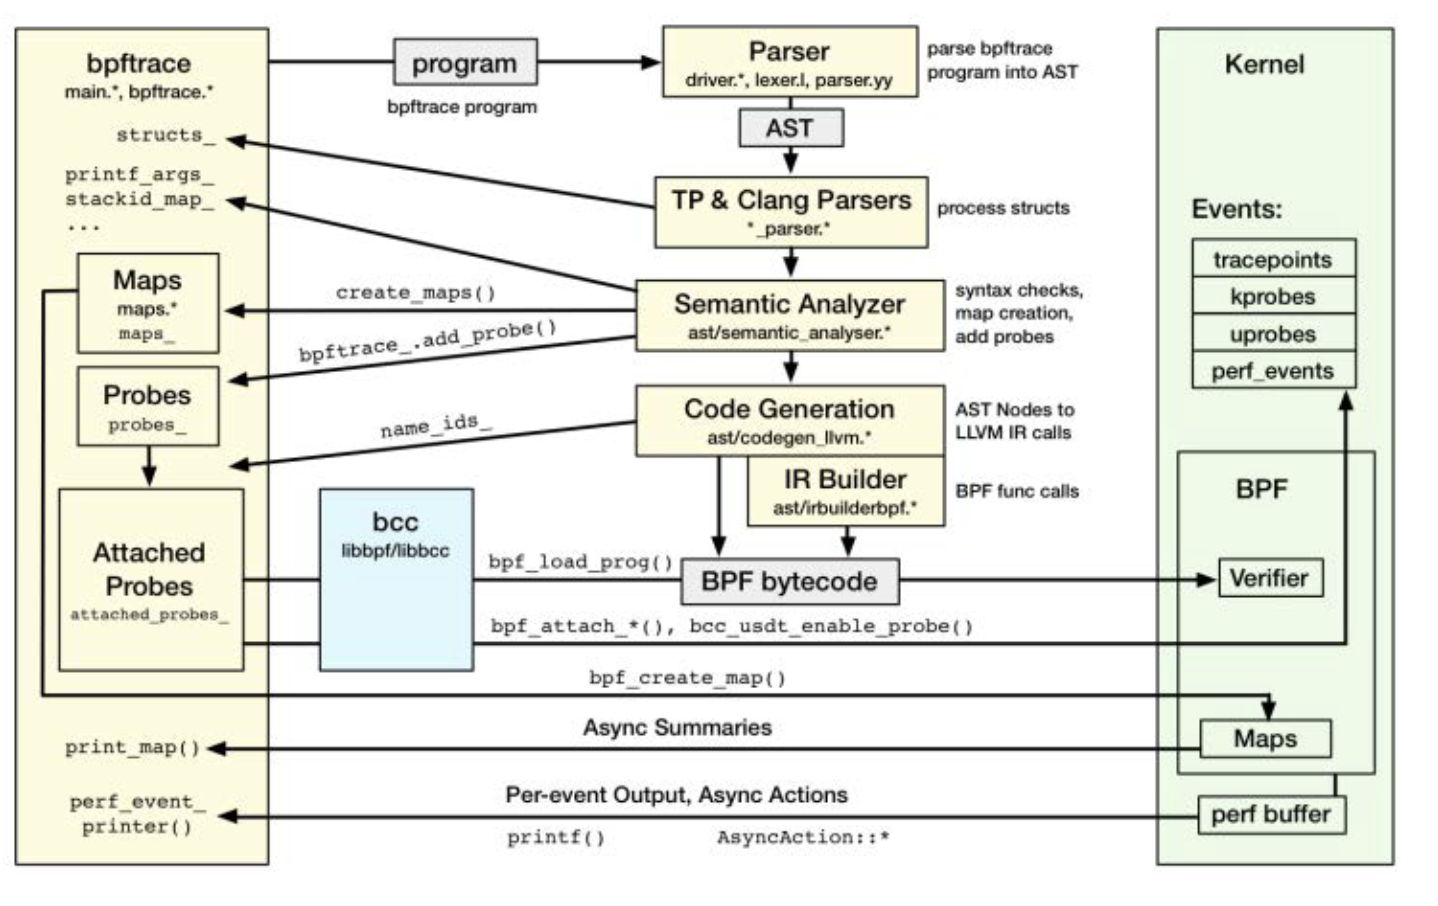 bpftrace
main.*, bpftrace.*
program
bpftrace program
Parser
driver.*, lexer.l, parser.yy
parse bpftrace
program into AST
Kernel
AST
structs_
printf_args_
stackid_map_
...
TP & Clang Parsers
*_parser.*
process structs
Events:
tracepoints
kprobes
uprobes
perf_events
Maps
maps.*
maps_
create_maps()
bpftrace_.add_probe()
Semantic Analyzer
ast/semantic_analyser.*
syntax checks,
map creation,
add probes
Probes
probes_
name_ids_
Code Generation
ast/codegen_llvm.*
AST Nodes to
LLVM IR calls
IR Builder
ast/irbuilderbpf.*
BPF func calls
BPF
Attached
Probes
attached_probes_
bcc
libbpf/libbcc
bpf_load_prog()
BPF bytecode
Verifier
bpf_attach_*(), bcc_usdt_enable_probe()
bpf_create_map()
Async Summaries
print_map()
Maps
Per-event Output, Async Actions
perf_event_
printer()
perf buffer
printf()
AsyncAction::*